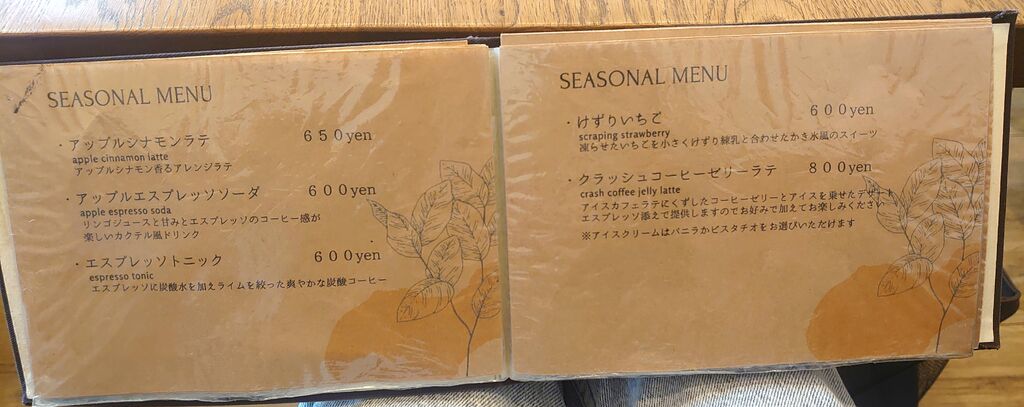 SEASONAL MENU
・アップルシナモンラテ 650yen
apple cinnamon latte
アップルシナモン香るアレンジラテ
・アップルエスプレッソソーダ 600yen
apple espresso soda
リンゴジュースと甘みとエスプレッソのコーヒー感が
楽しいカクテル風ドリンク
・エスプレッソトニック 600yen
espresso tonic
エスプレッソに炭酸水を加えライムを絞った爽やかな炭酸コーヒー
SEASONAL MENU
・けずりいちご 600yen
scraping strawberry
凍らせたいちごを小さくけずり練乳と合わせたかき氷風のスイーツ
・クラッシュコーヒーゼリーラテ 800yen
crash coffee jelly latte
アイスカフェラテにくずしたコーヒーゼリーとアイスを乗せたデザート
エスプレッソ添えで提供しますのでお好みで加えてお楽しみください
※アイスクリームはバニラかピスタチオをお選びいただけます